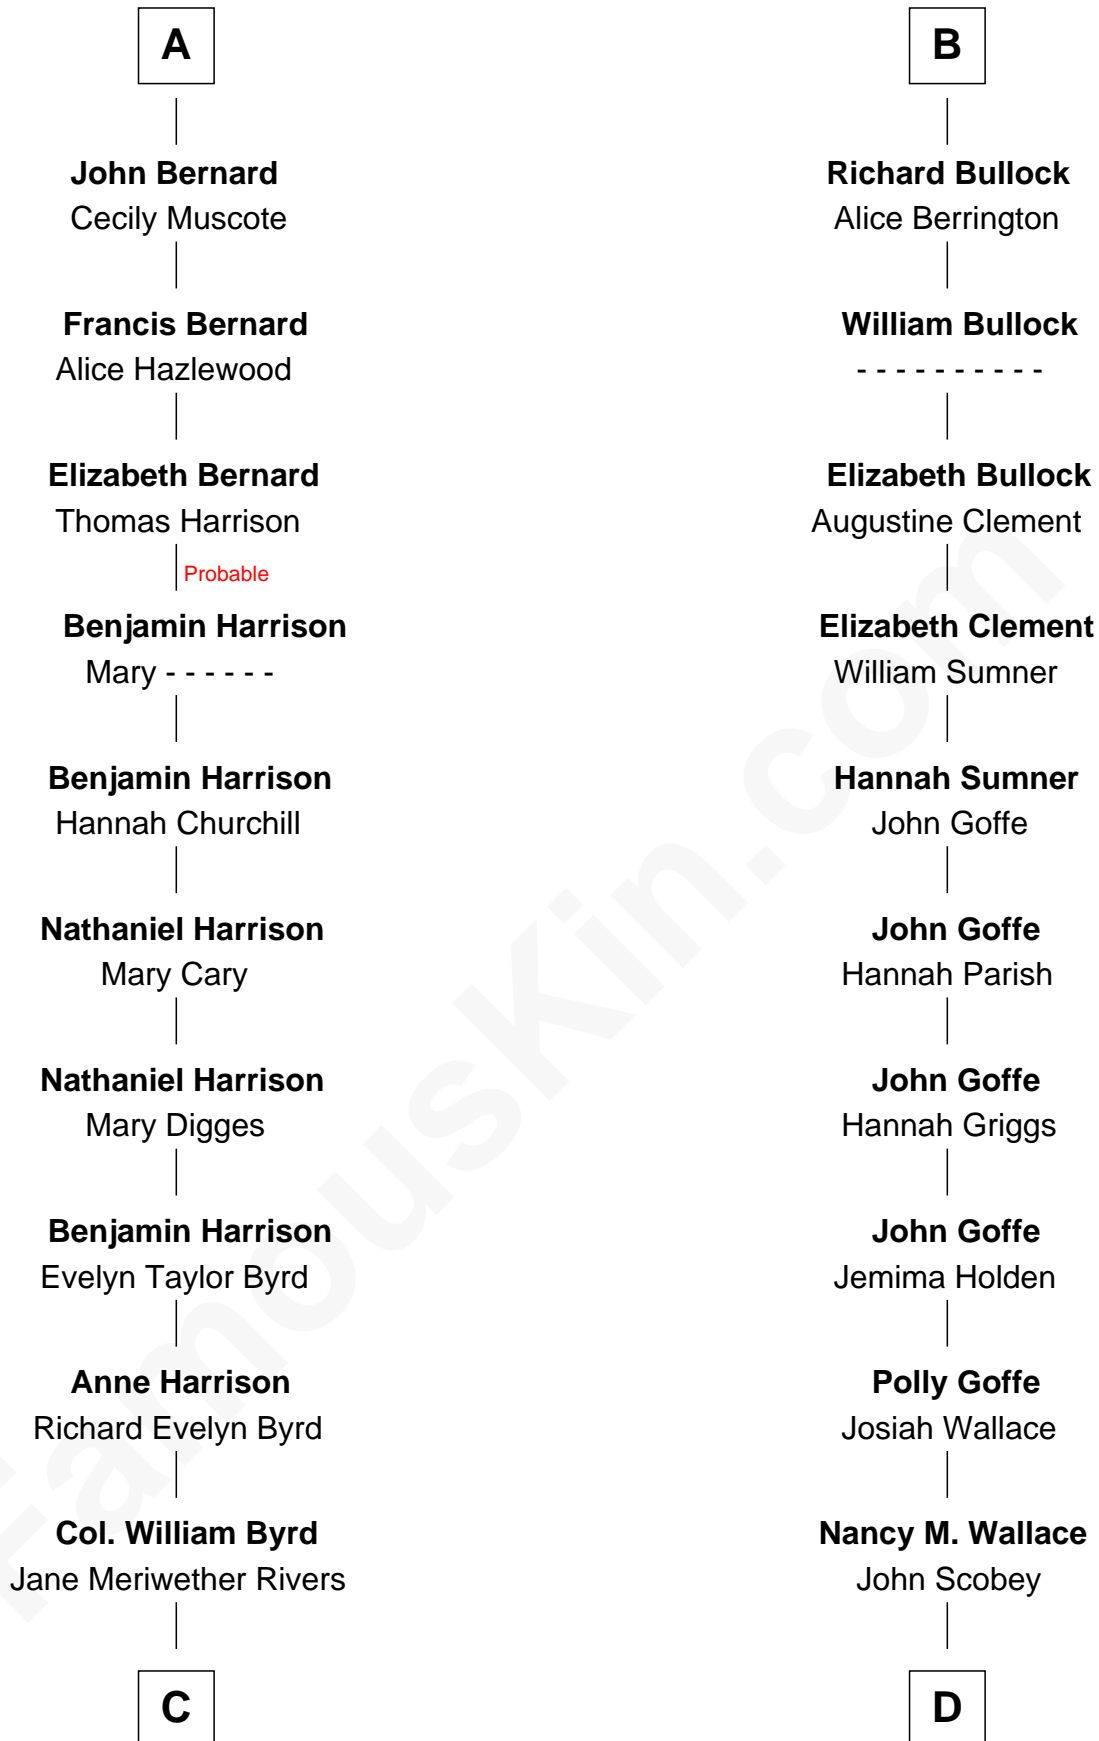 A
John Bernard
Cecily Muscote
Francis Bernard
Alice Hazlewood
Elizabeth Bernard
Thomas Harrison
Probable
Benjamin Harrison
Mary - - - - - -
Benjamin Harrison
Hannah Churchill
Nathaniel Harrison
Mary Cary
Nathaniel Harrison
Mary Digges
Benjamin Harrison
Evelyn Taylor Byrd
Anne Harrison
Richard Evelyn Byrd
Col. William Byrd
Jane Meriwether Rivers
C
B
Richard Bullock
Alice Berrington
William Bullock
- - - - - - - - - -
Elizabeth Bullock
Augustine Clement
Elizabeth Clement
William Sumner
Hannah Sumner
John Goffe
John Goffe
Hannah Parish
John Goffe
Hannah Griggs
John Goffe
Jemima Holden
Polly Goffe
Josiah Wallace
Nancy M. Wallace
John Scobey
D
FamousKin.com